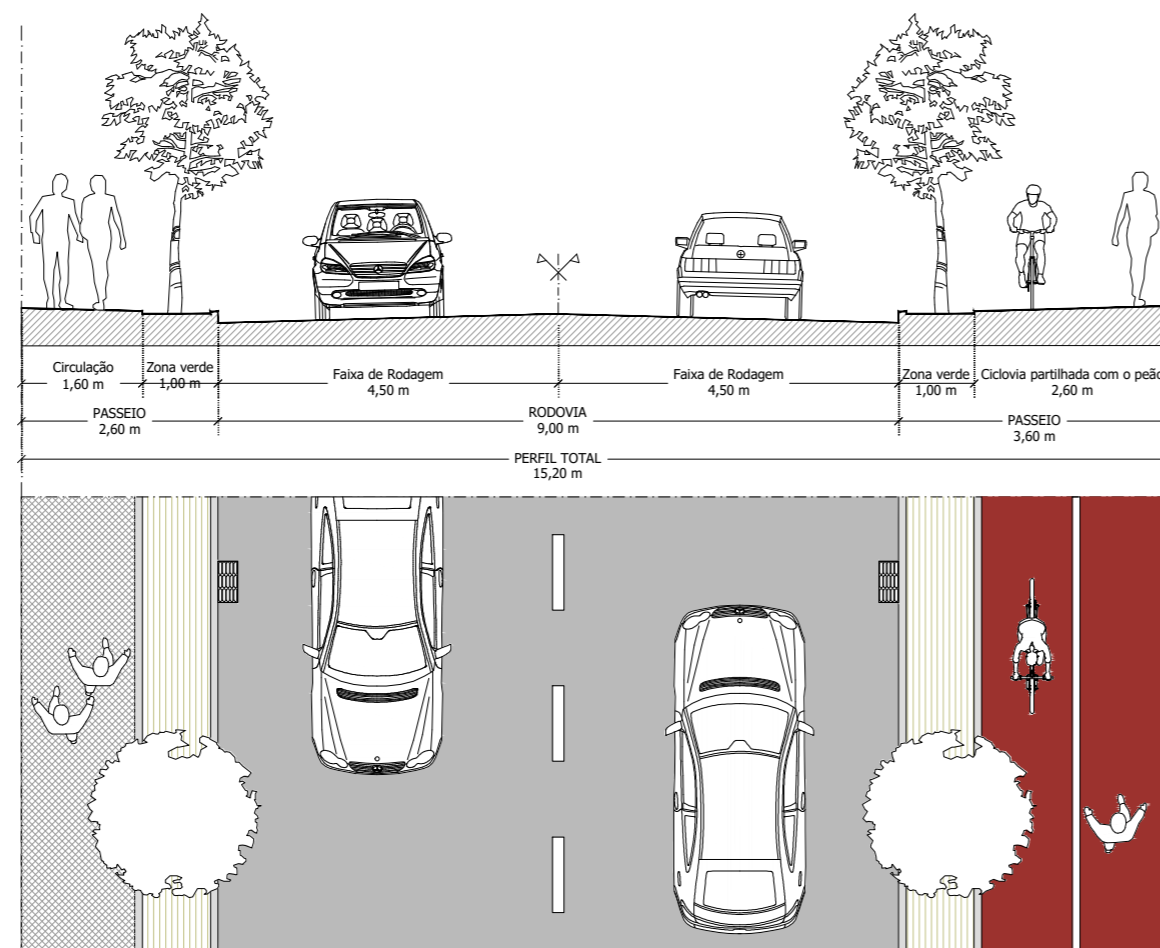 Circulação
1,60 m
Zona verde
1,00 m
Faixa de Rodagem
4,50 m
Faixa de Rodagem
4,50 m
Zona verde
1,00 m
Ciclovia partilhada com o peão
2,60 m
PASSEIO
2,60 m
RODOVIA
9,00 m
PASSEIO
3,60 m
PERFIL TOTAL
15,20 m